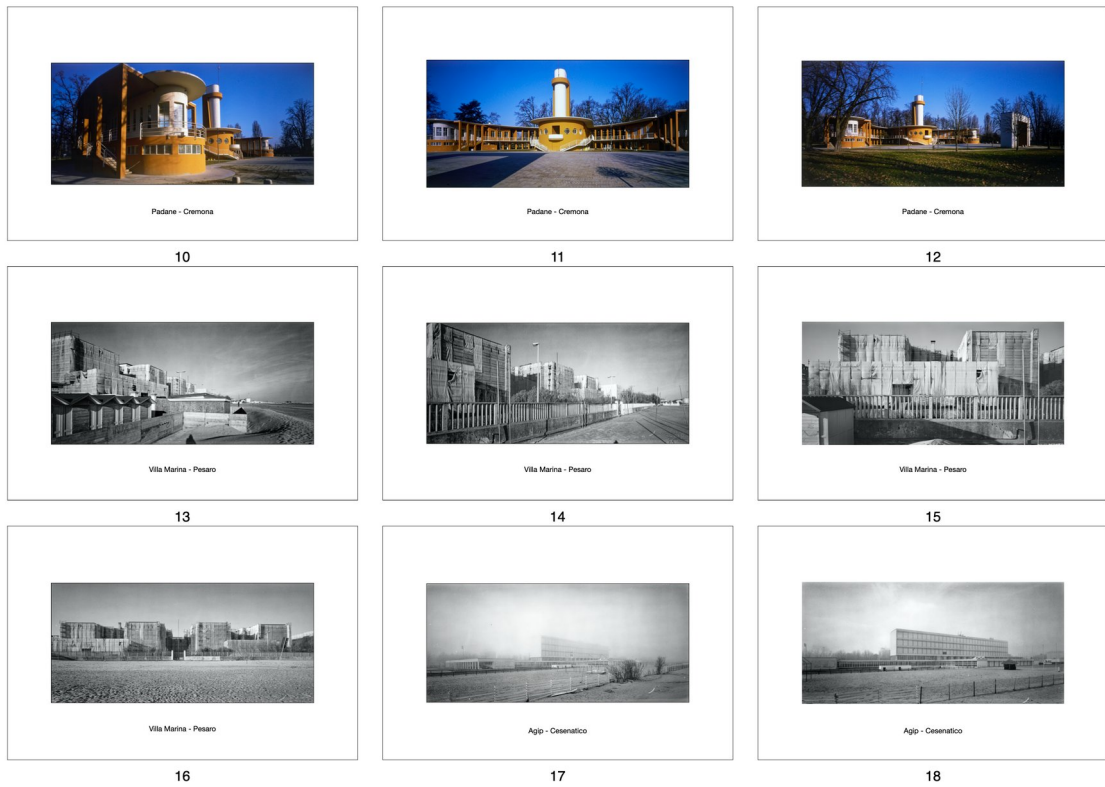 Padane - Cremona
Padane - Cremona
Padane - Cremona
10
11
12
Villa Marina - Pesaro
Villa Marina - Pesaro
Villa Marina - Pesaro
13
14
15
Villa Marina - Pesaro
Agip - Cesenatico
Agip - Cesenatico
16
17
18